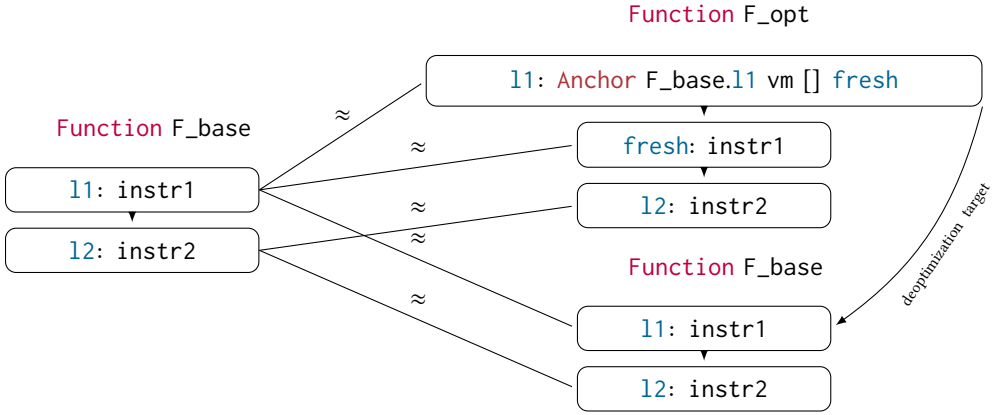 Function F_opt
l1: Anchor F_base.l1 vm [] fresh
Function F_base
≈
fresh: instr1
≈
l1: instr1
l2: instr2
≈
l2: instr2
≈
Function F_base
deoptimization target
≈
l1: instr1
l2: instr2